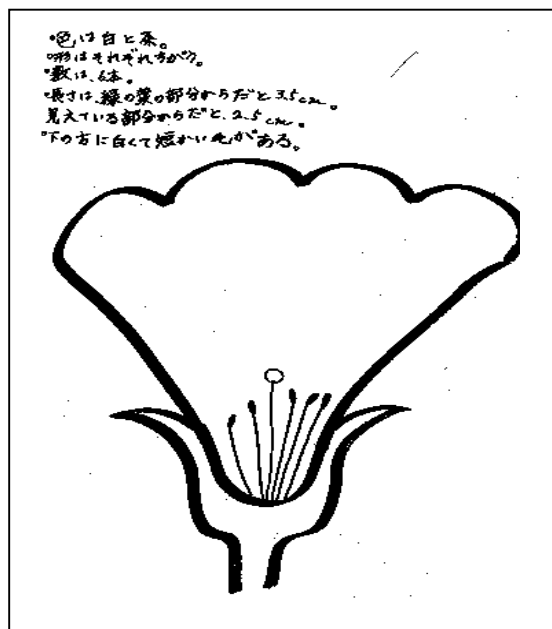 •色は白と茶。
•形はそれぞれちがう。
•数は、6本。
•長さは、緑の葉の部分からだと3.5cm。
見えている部分からだと、2.5cm。
•下の方に白くて短かい毛がある。